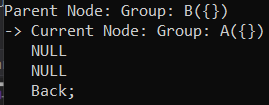 Parent Node: Group: B({})
-> Current Node: Group: A({})
   NULL
   NULL
   Back;